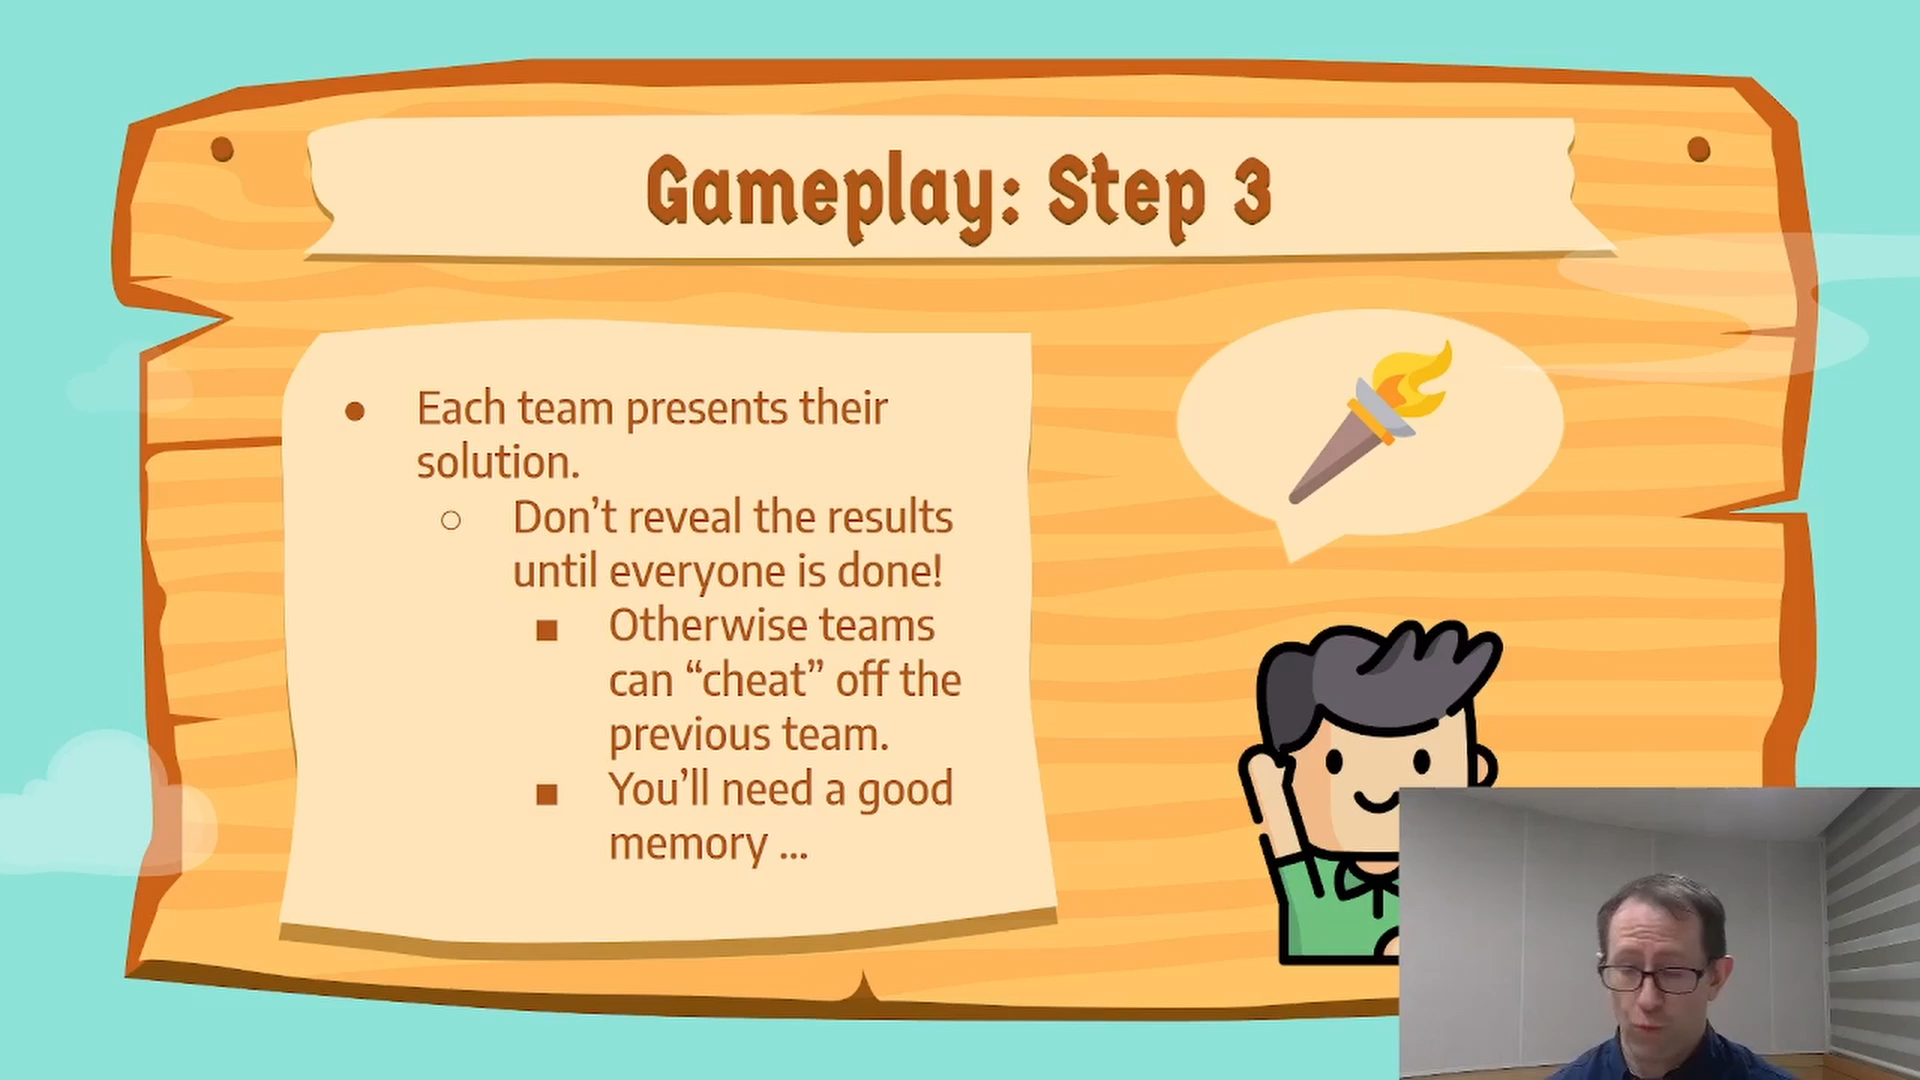 Gameplay: Step 3
Each team presents their
solution.
Don’t reveal the results
until everyone is done!
Otherwise teams
can “cheat” off the
previous team.
You’ll need a good
memory ...